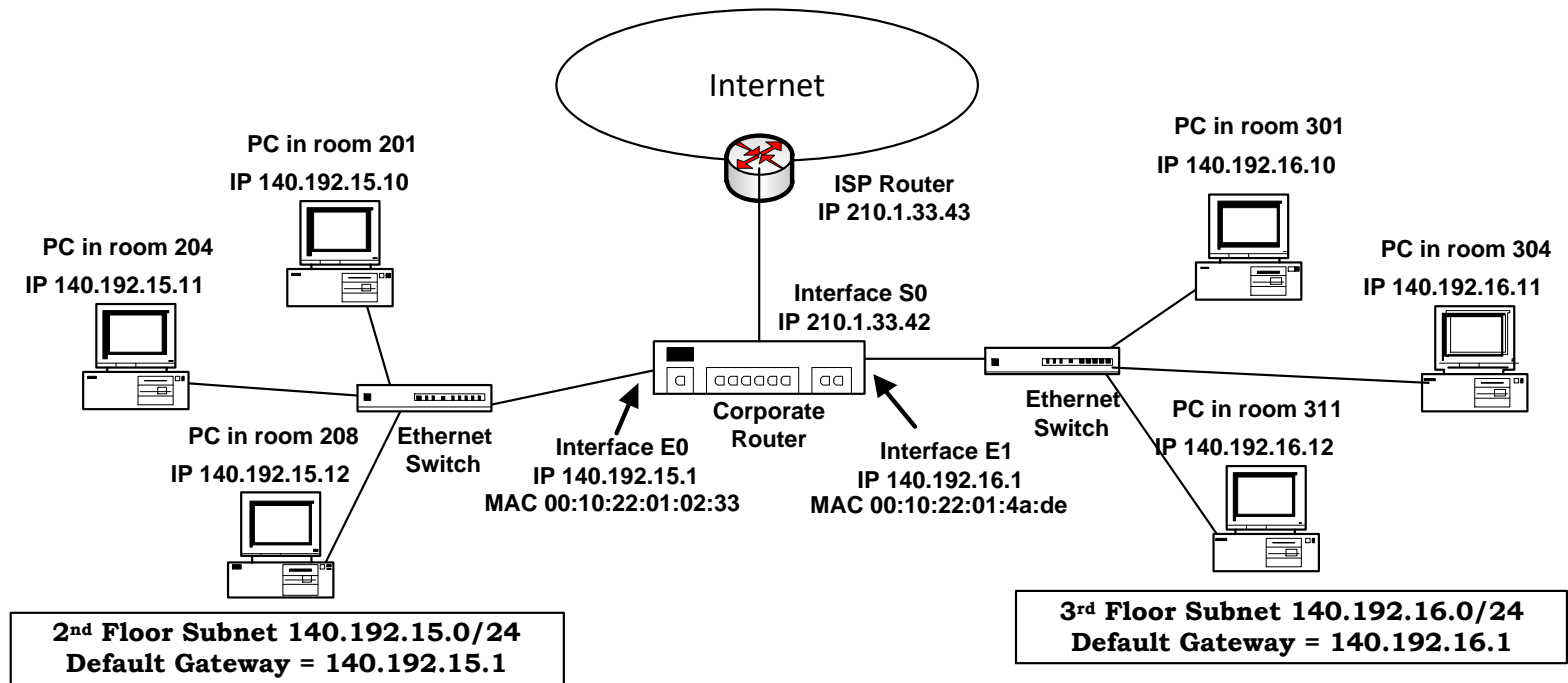 Internet
PC in room 201
IP 140.192.15.10
PC in room 204
IP 140.192.15.11
PC in room 208
IP 140.192.15.12
Ethernet
Switch
ISP Router
IP 210.1.33.43
Interface S0
IP 210.1.33.42
Corporate
Router
Interface E0
IP 140.192.15.1
MAC 00:10:22:01:02:33
Interface E1
IP 140.192.16.1
MAC 00:10:22:01:4a:de
PC in room 301
IP 140.192.16.10
PC in room 304
IP 140.192.16.11
Ethernet
Switch
PC in room 311
IP 140.192.16.12
2nd Floor Subnet 140.192.15.0/24
Default Gateway = 140.192.15.1
3rd Floor Subnet 140.192.16.0/24
Default Gateway = 140.192.16.1